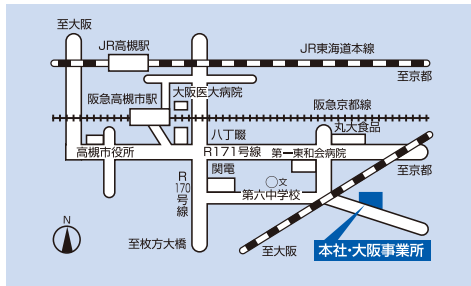 至大阪
JR高槻駅
JR東海道本線
至京都
大阪医大病院
阪急高槻市駅
阪急京都線
丸大食品
八丁畷
高槻市役所
R171号線
第一東和会病院
関電
至京都
R170号線
文
第六中学校
N
至枚方大橋
至大阪
本社・大阪事業所